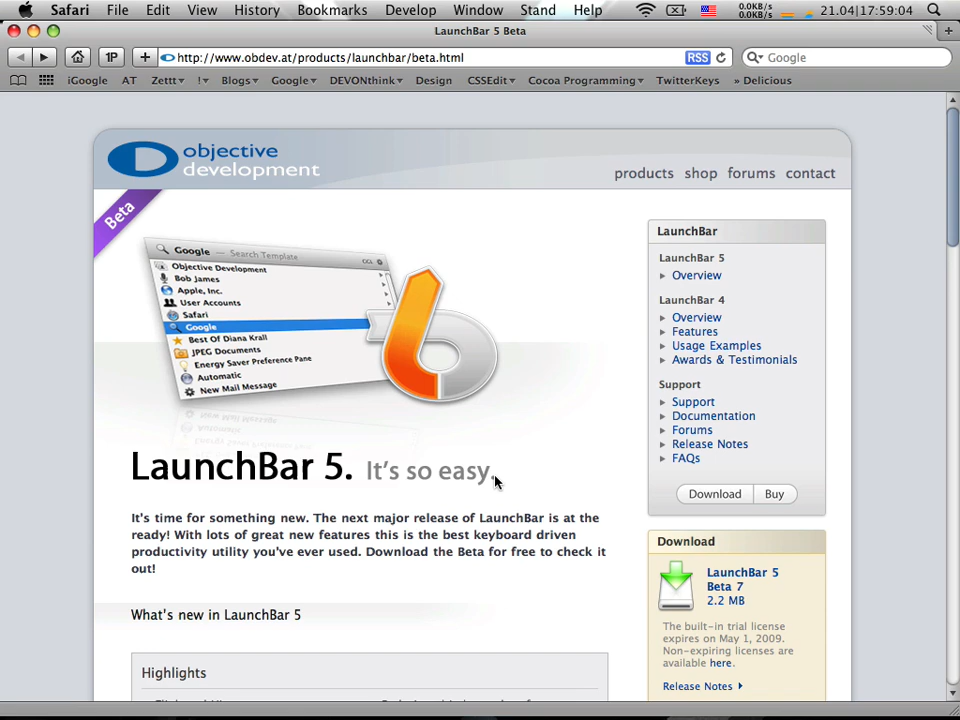 Safari File Edit View History Bookmarks Develop Window Stand Help 0.0KB/s 0.0KB/s 21.04|17:59:04
LaunchBar 5 Beta
1P + http://www.obdev.at/products/launchbar/beta.html RSS Google
iGoogle AT Zettt !▾ Blogs Google DEVONthink Design CSSEdit Cocoa Programming TwitterKeys » Delicious
objective
development
products shop forums contact
Beta
Google — Search Template
Objective Development
Bob James
Apple, Inc.
User Accounts
Safari
Google
Best Of Diana Krall
JPEG Documents
Energy Saver Preference Pane
Automatic
New Mail Message
LaunchBar 5. It's so easy.
It's time for something new. The next major release of LaunchBar is at the
ready! With lots of great new features this is the best keyboard driven
productivity utility you've ever used. Download the Beta for free to check it
out!
What's new in LaunchBar 5
Highlights
LaunchBar
LaunchBar 5
Overview
LaunchBar 4
Overview
Features
Usage Examples
Awards & Testimonials
Support
Support
Documentation
Forums
Release Notes
FAQs
Download Buy
Download
LaunchBar 5
Beta 7
2.2 MB
The built-in trial license
expires on May 1, 2009.
Non-expiring licenses are
available here.
Release Notes